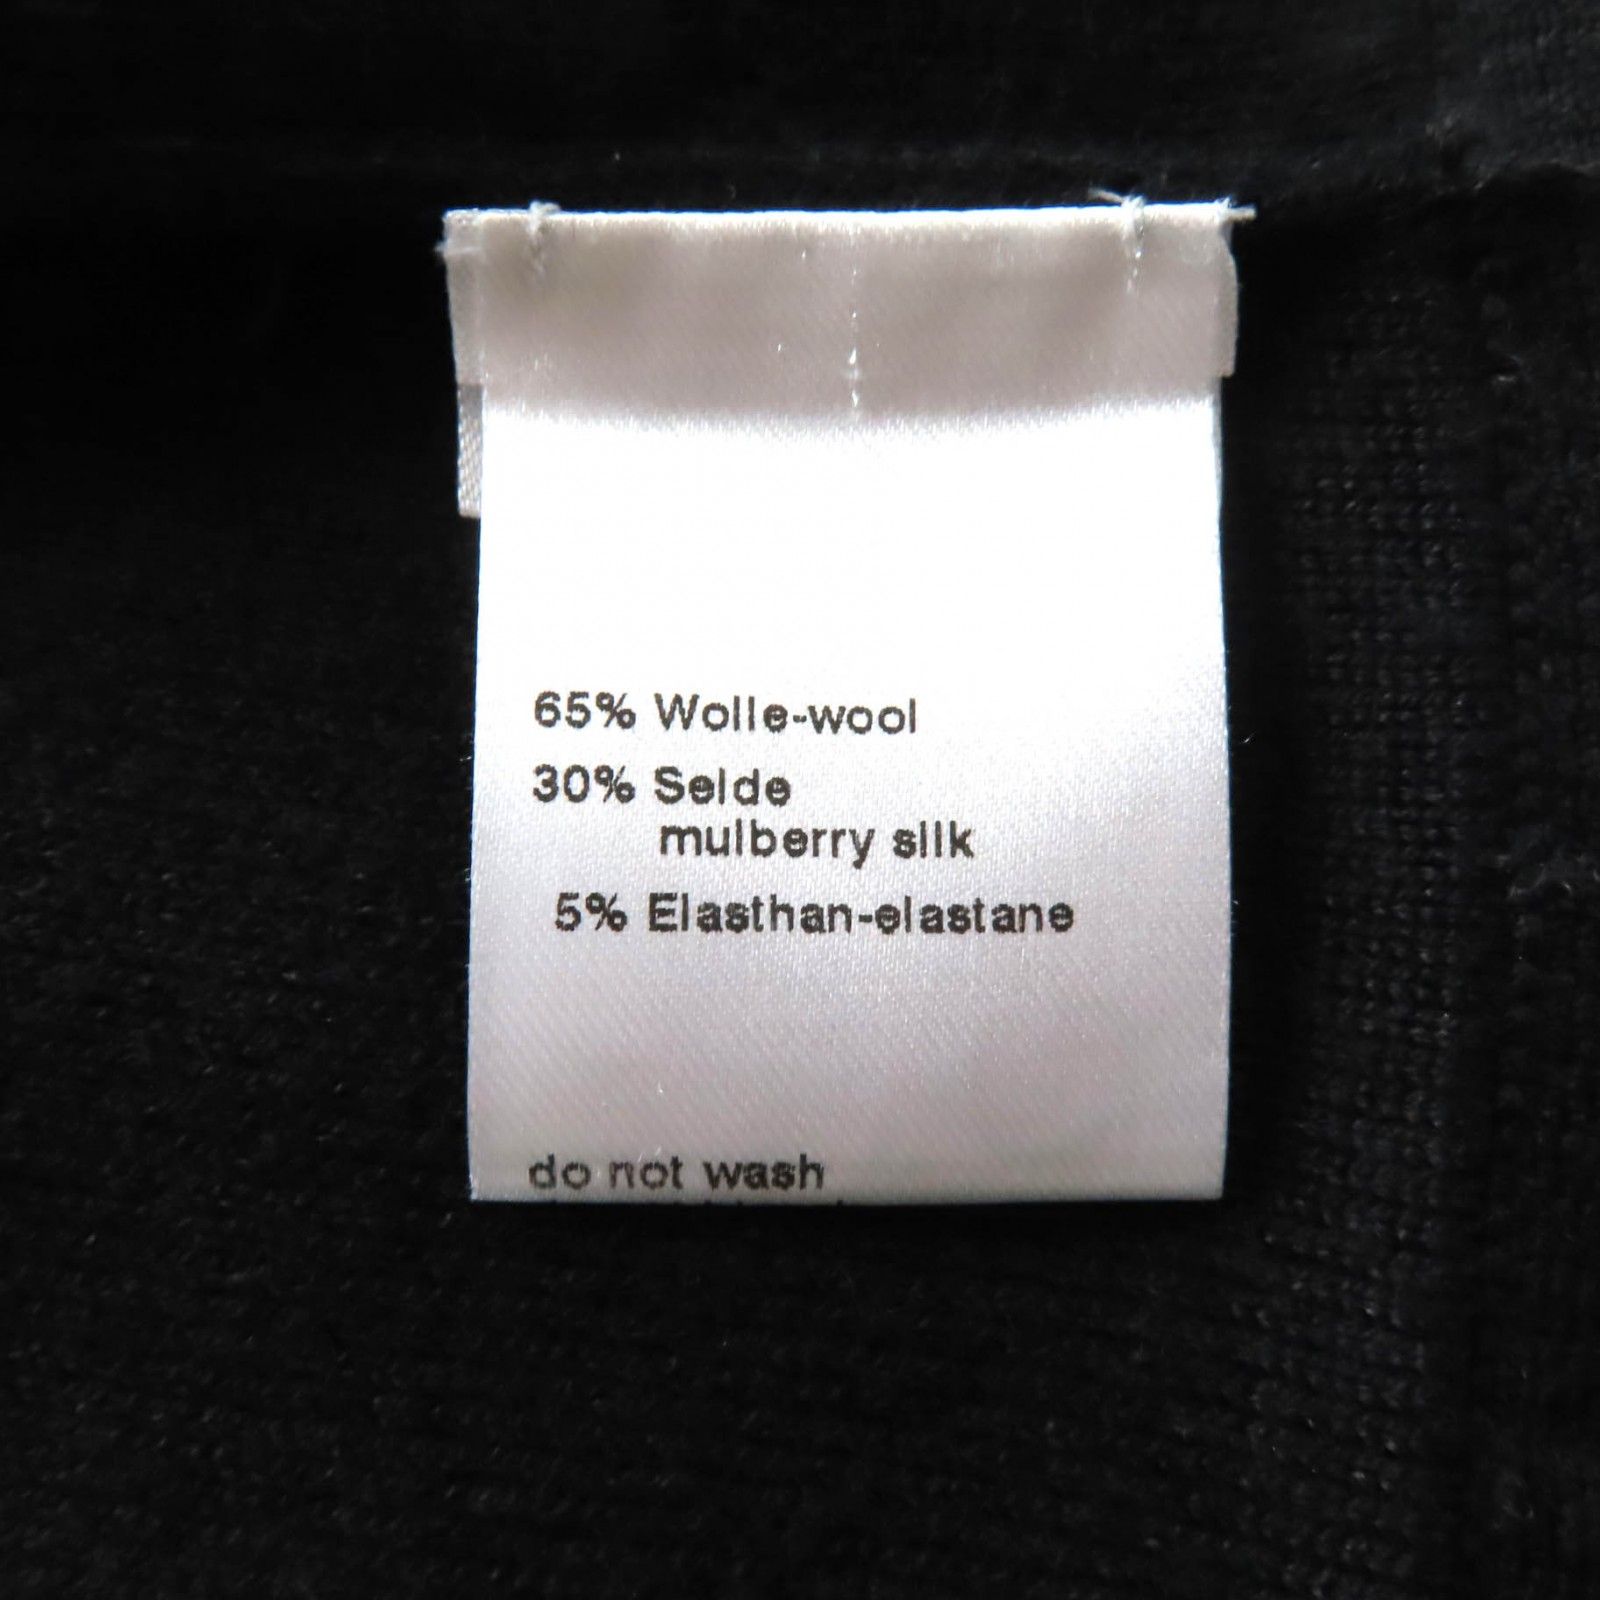 65% Wolle-wool
30% Seide
mulberry silk
5% Elasthan-elastane
do not wash